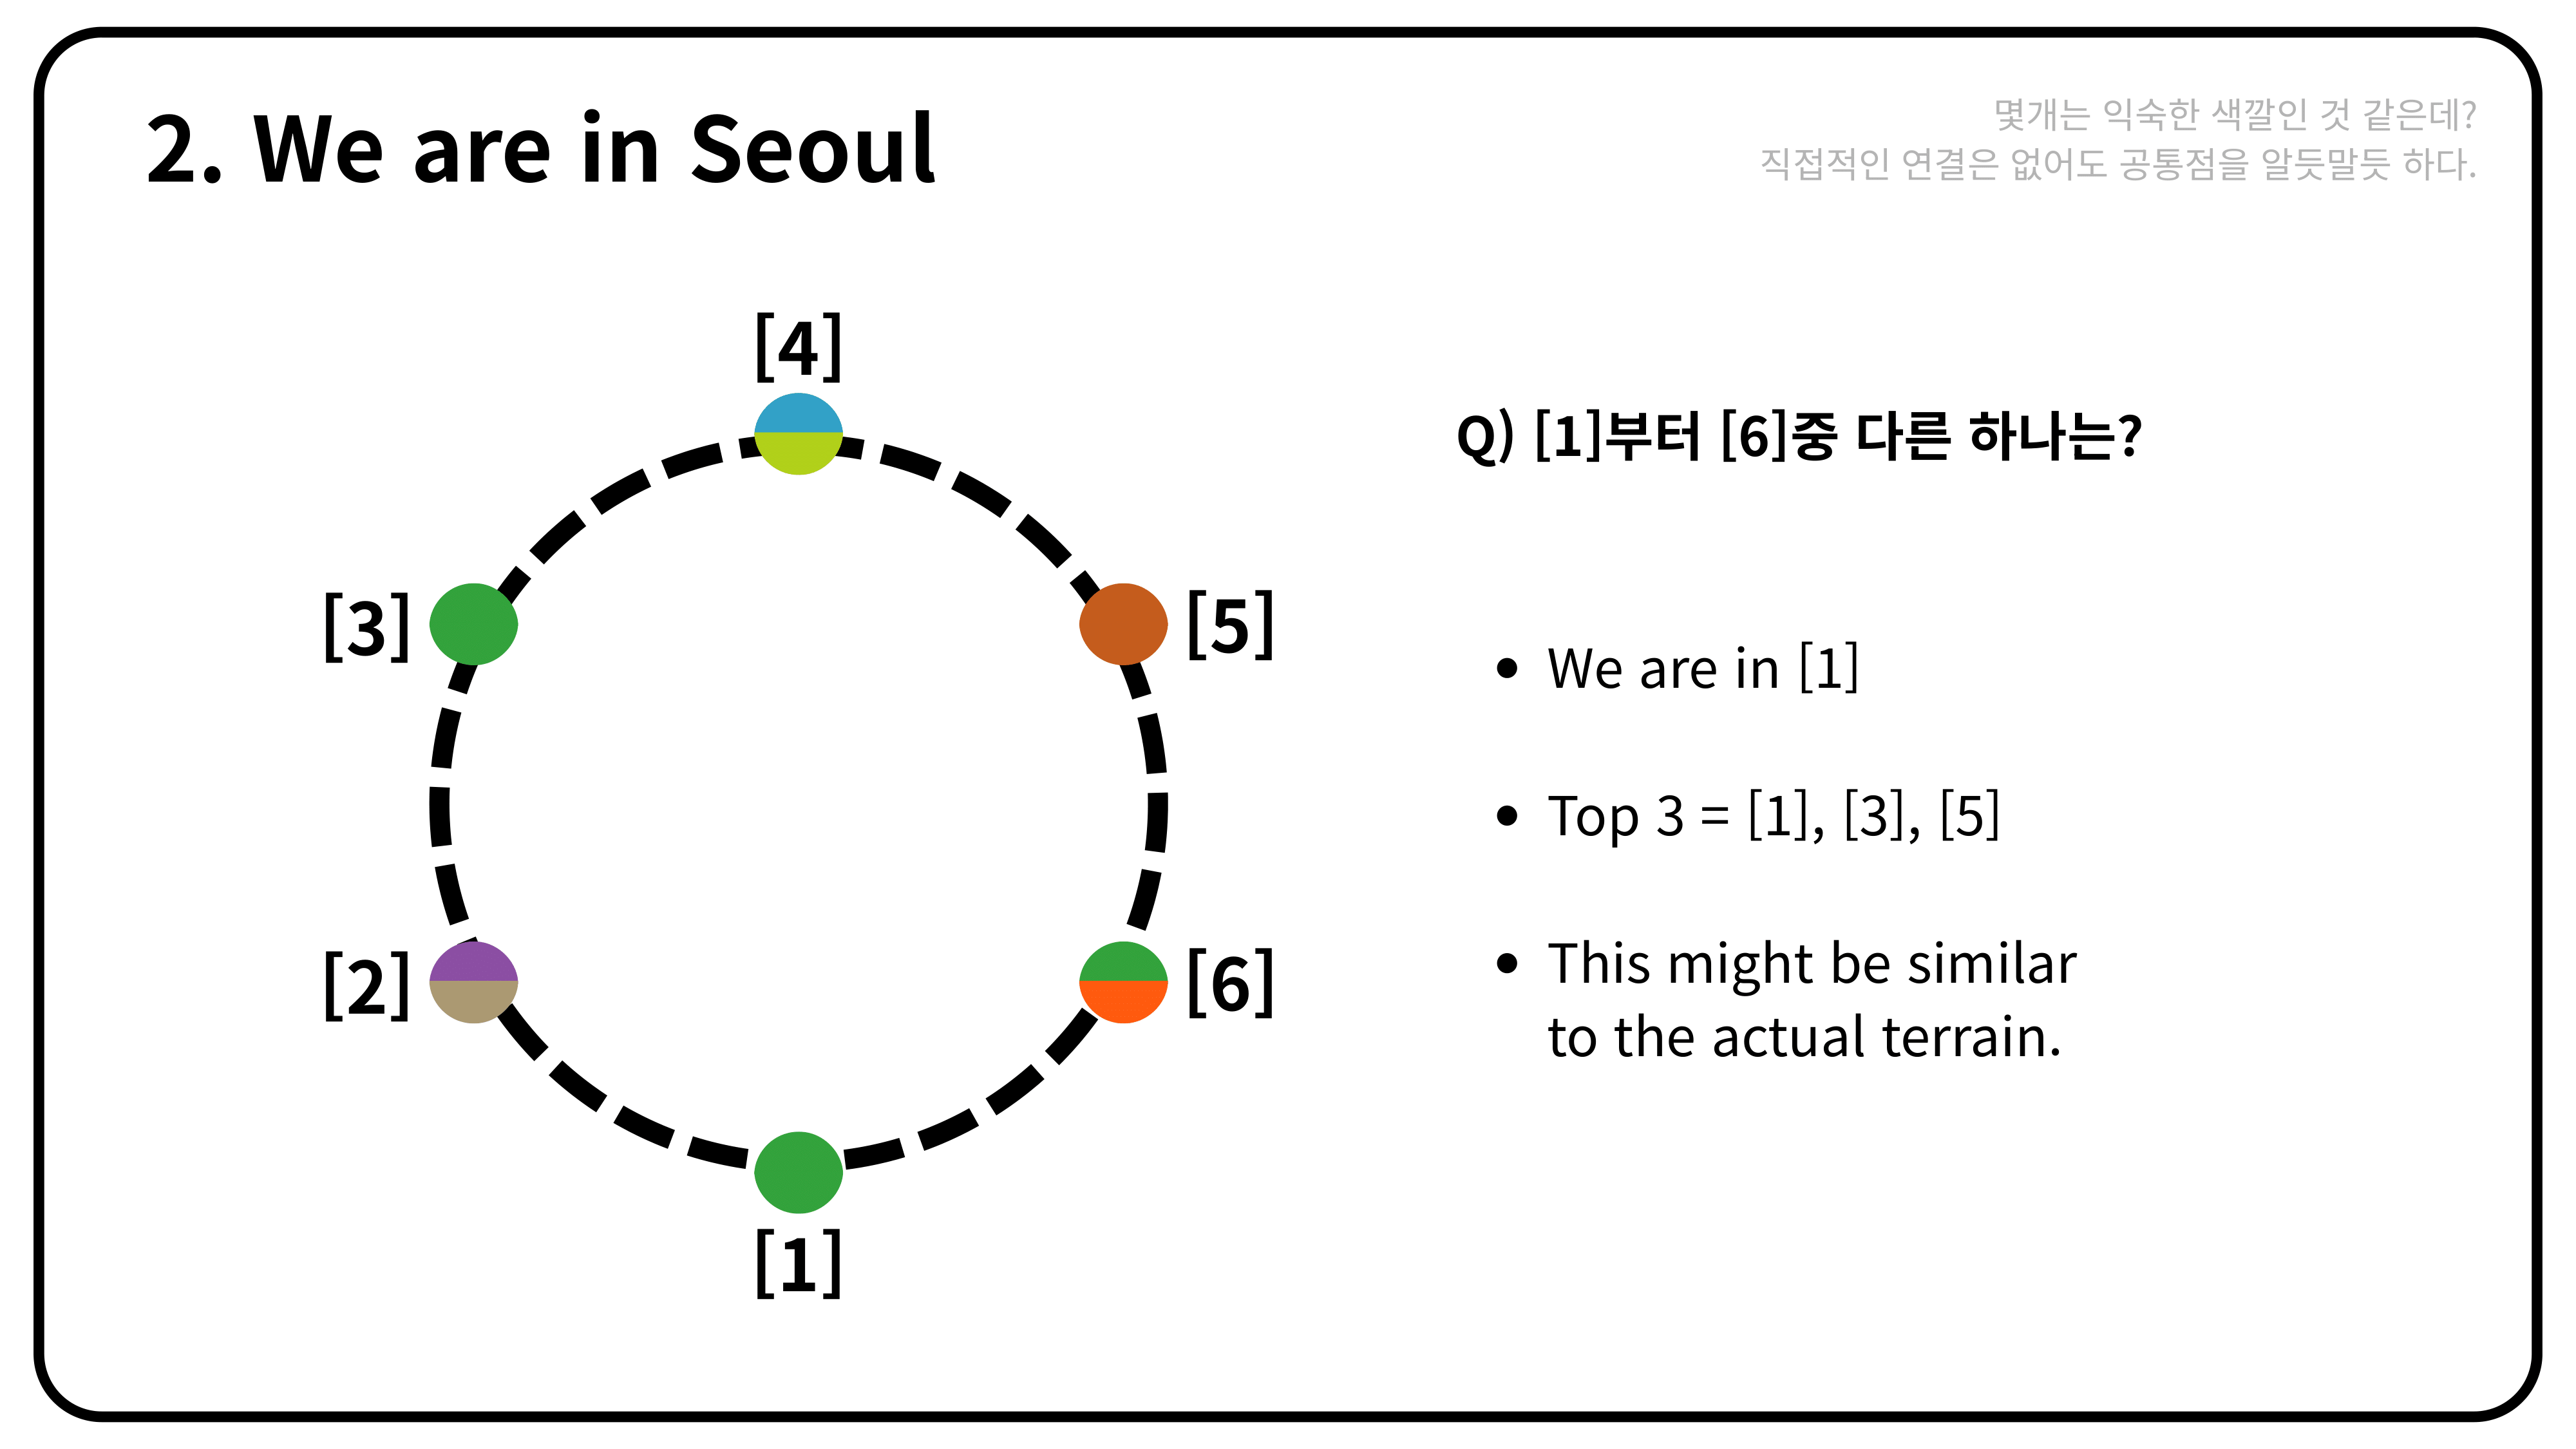 2. We are in Seoul
몇개는 익숙한 색깔인 것 같은데?
직접적인 연결은 없어도 공통점을 알듯말듯 하다.
[4]
[3]
[5]
[2]
[6]
[1]
Q) [1]부터 [6]중 다른 하나는?
• We are in [1]
• Top 3 = [1], [3], [5]
• This might be similar
to the actual terrain.